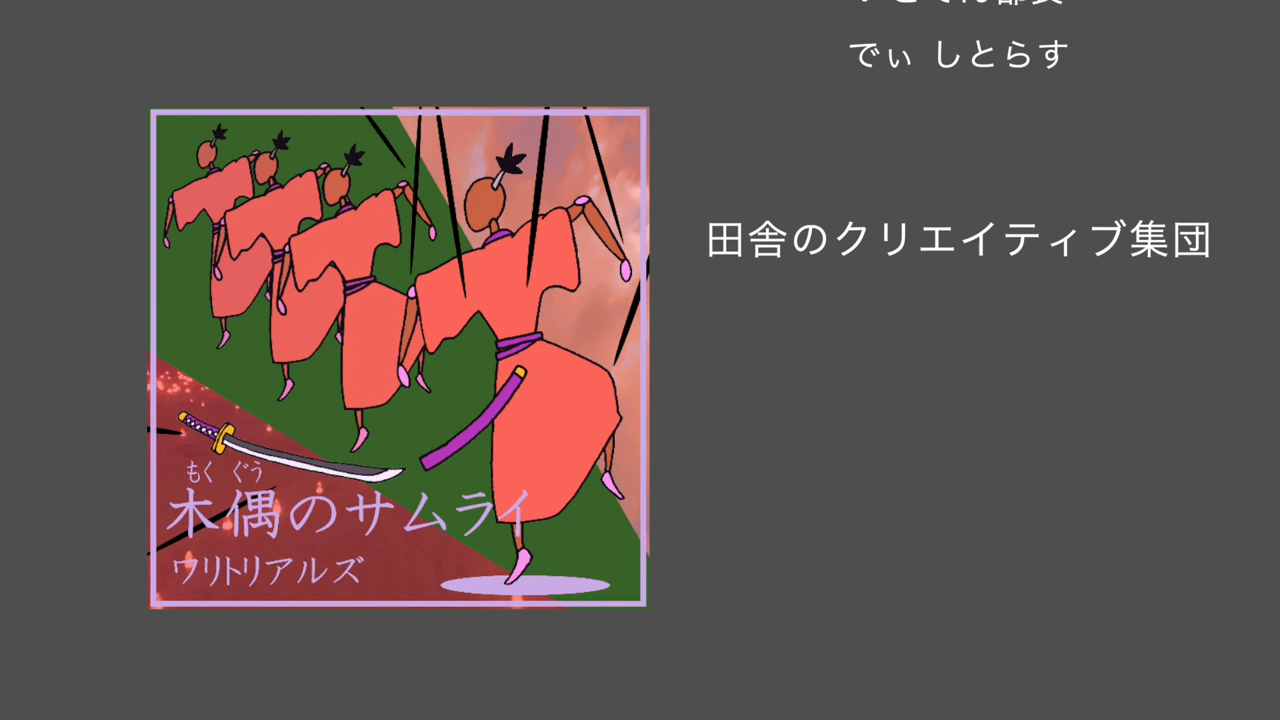 でぃ しとらす
田舎のクリエイティブ集団
もく ぐう
木偶のサムライ
ワリトリアルズ